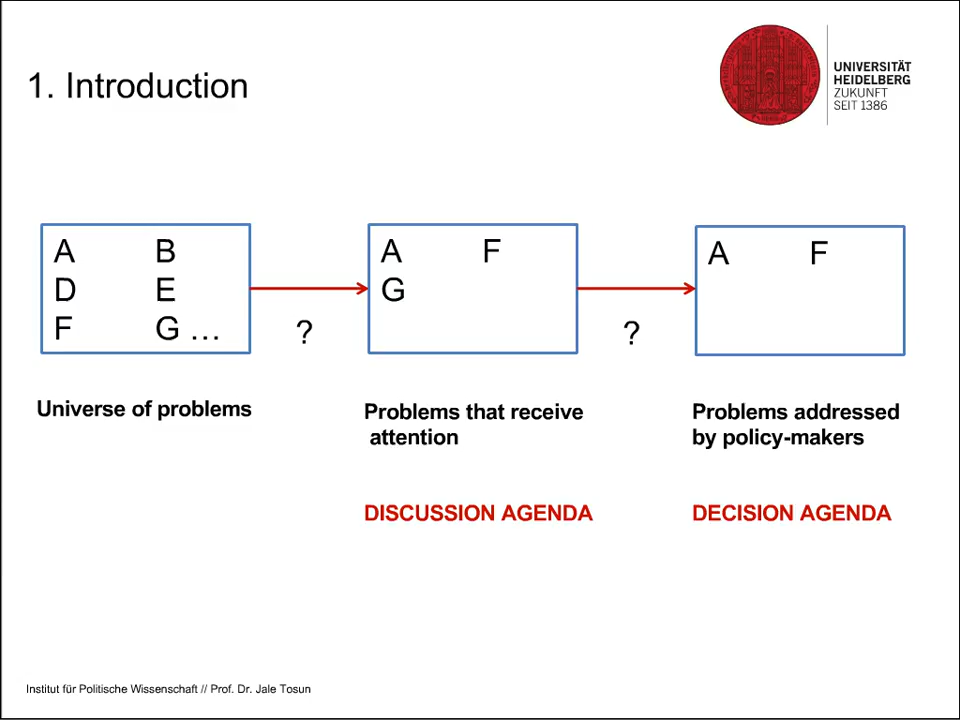 1. Introduction
UNIVERSITÄT
HEIDELBERG
ZUKUNFT
SEIT 1386
A B
D E
F G …
?
A F
G
?
A F
Universe of problems
Problems that receive
attention
Problems addressed
by policy-makers
DISCUSSION AGENDA
DECISION AGENDA
Institut für Politische Wissenschaft // Prof. Dr. Jale Tosun